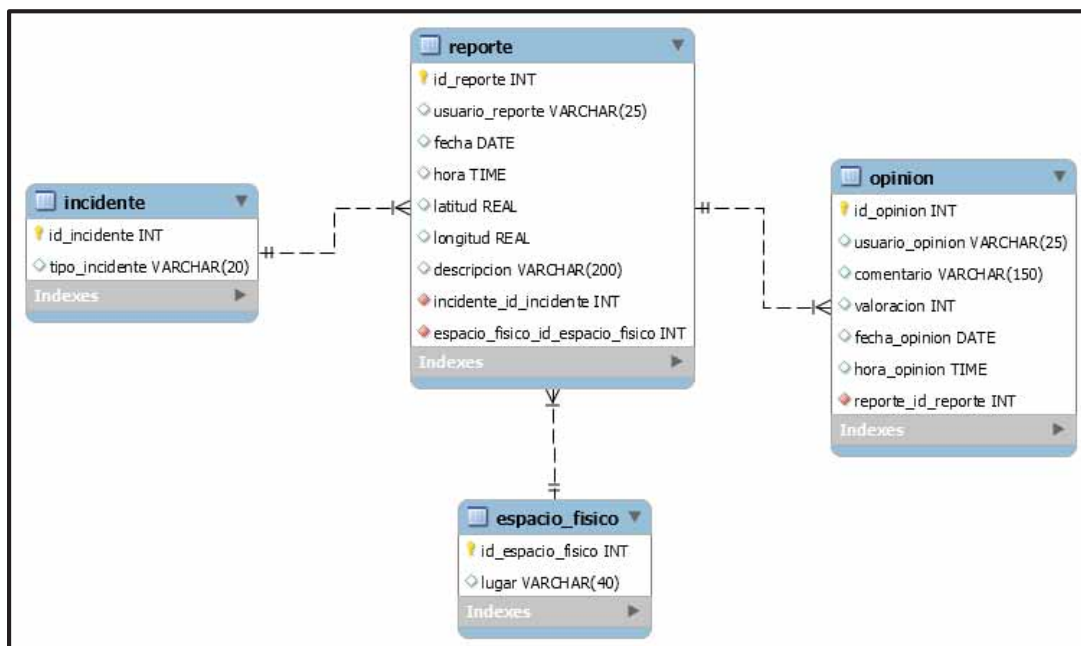 reporte
id_reporte INT
usuario_reporte VARCHAR(25)
fecha DATE
hora TIME
latitud REAL
longitud REAL
descripcion VARCHAR(200)
incidente_id_incidente INT
espacio_fisico_id_espacio_fisico INT
Indexes
incidente
id_incidente INT
tipo_incidente VARCHAR(20)
Indexes
opinion
id_opinion INT
usuario_opinion VARCHAR(25)
comentario VARCHAR(150)
valoracion INT
fecha_opinion DATE
hora_opinion TIME
reporte_id_reporte INT
Indexes
espacio_fisico
id_espacio_fisico INT
lugar VARCHAR(40)
Indexes